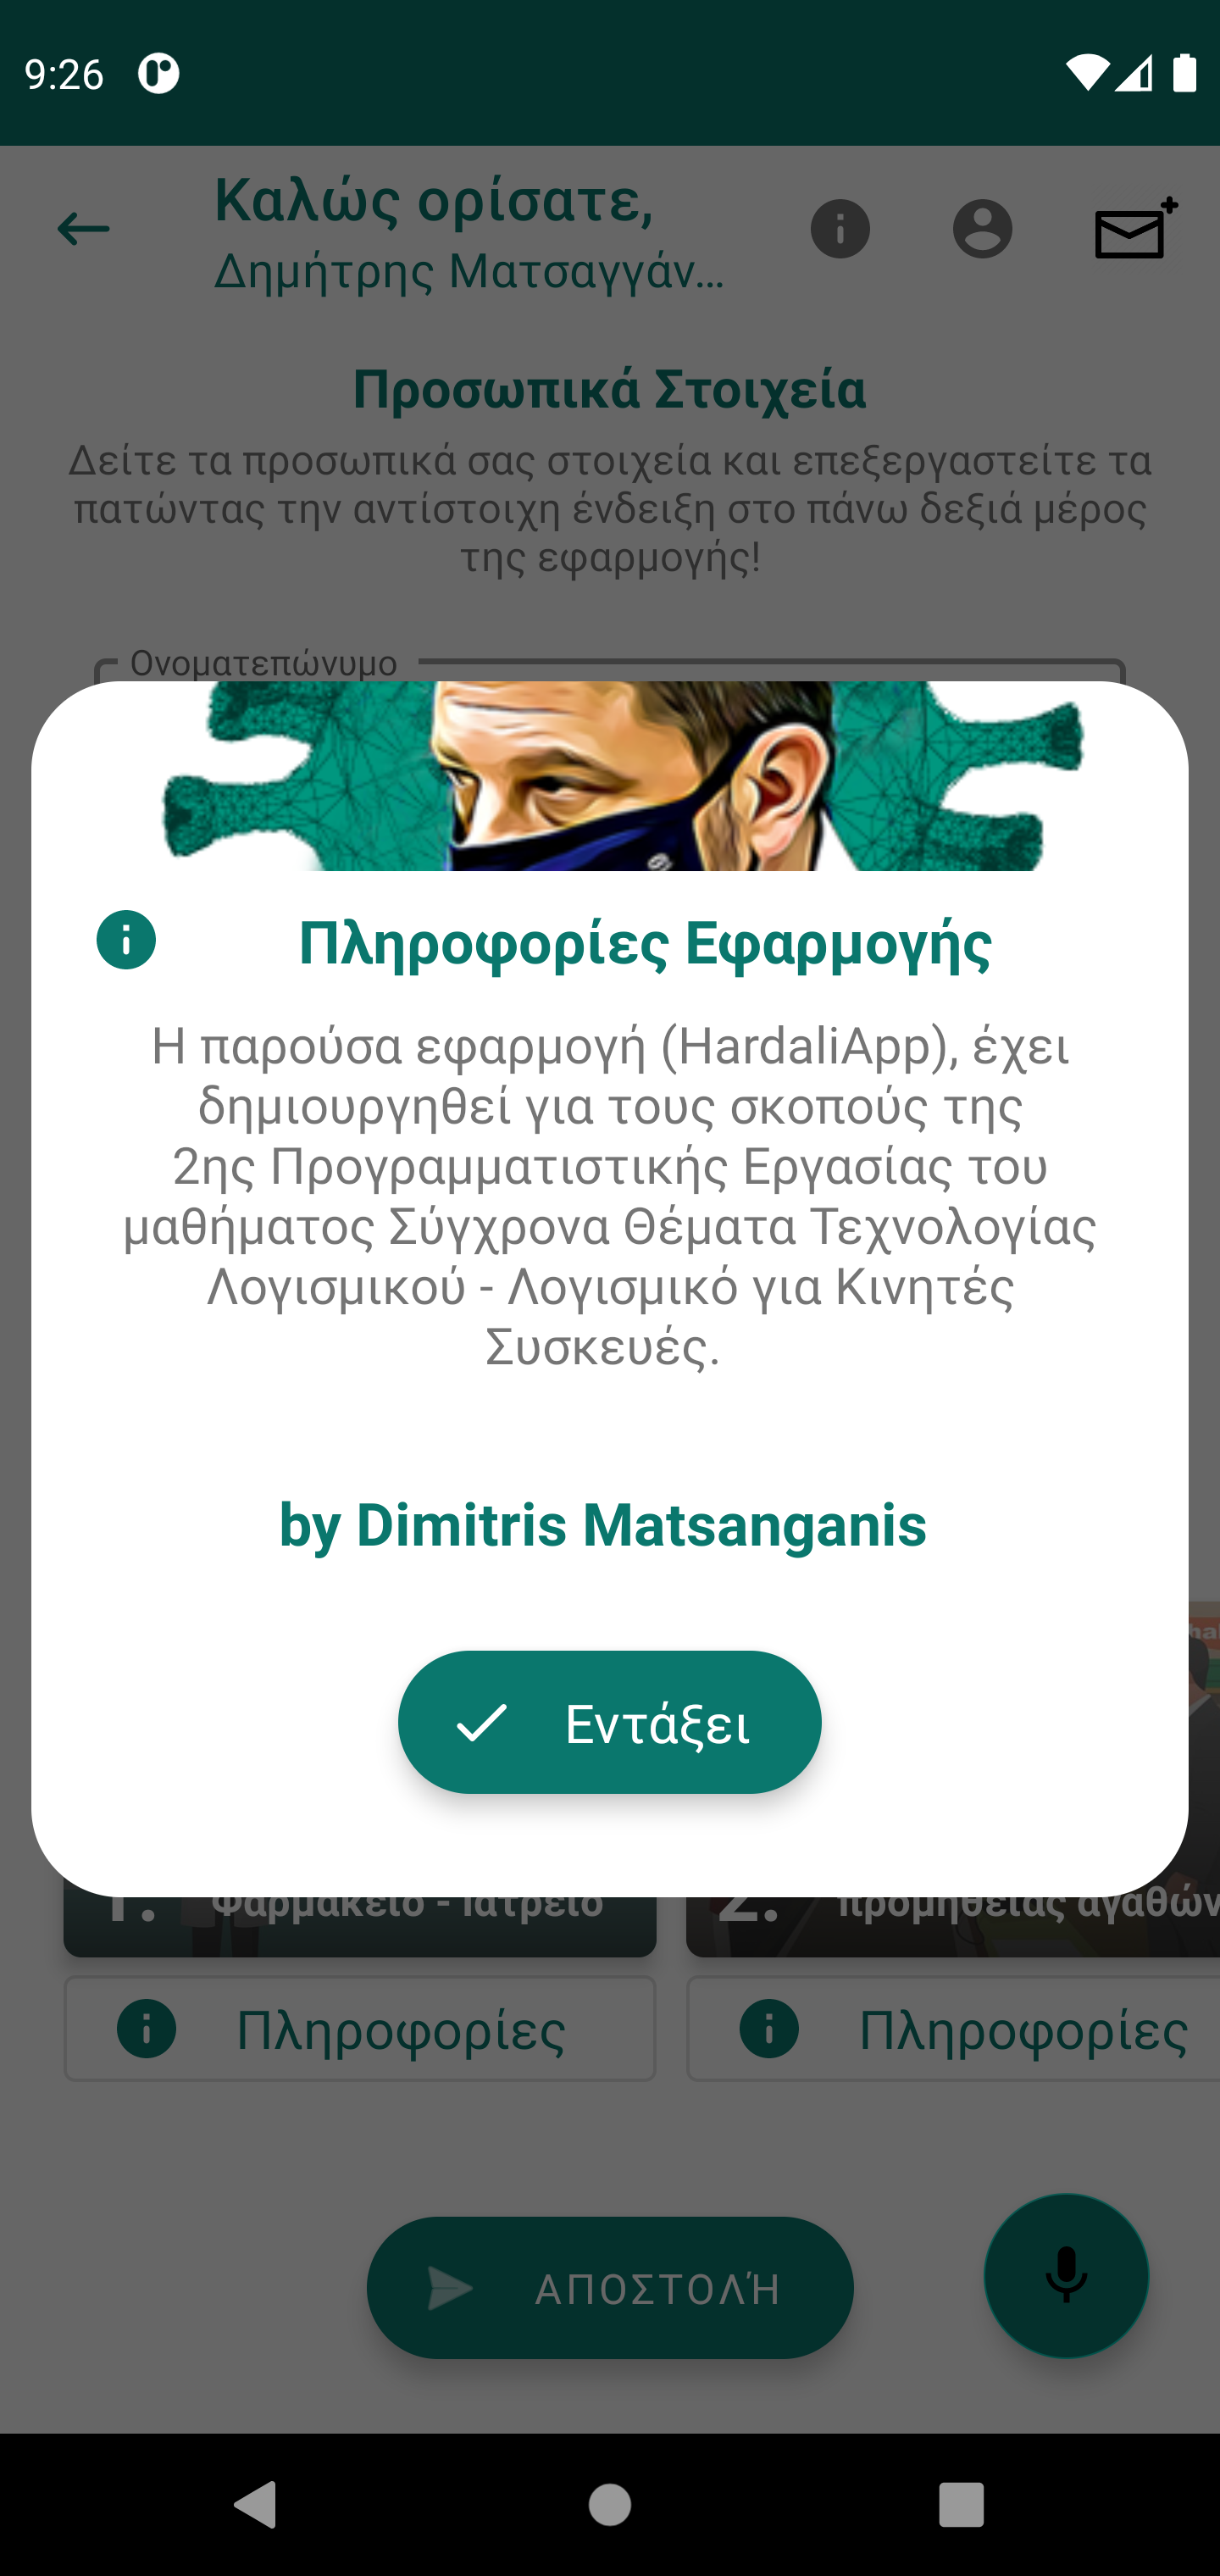 9:26
Καλώς ορίσατε,
Δημήτρης Ματσαγγάν...
Προσωπικά Στοιχεία
Δείτε τα προσωπικά σας στοιχεία και επεξεργαστείτε τα
πατώντας την αντίστοιχη ένδειξη στο πάνω δεξιά μέρος
της εφαρμογής!
Ονοματεπώνυμο
Πληροφορίες Εφαρμογής
Η παρούσα εφαρμογή (HardaliApp), έχει
δημιουργηθεί για τους σκοπούς της
2ης Προγραμματιστικής Εργασίας του
μαθήματος Σύγχρονα Θέματα Τεχνολογίας
Λογισμικού - Λογισμικό για Κινητές
Συσκευές.
by Dimitris Matsanganis
Εντάξει
1. Φαρμακείο - Ιατρείο
2. προμήθειας αγαθών
Πληροφορίες
Πληροφορίες
ΑΠΟΣΤΟΛΉ